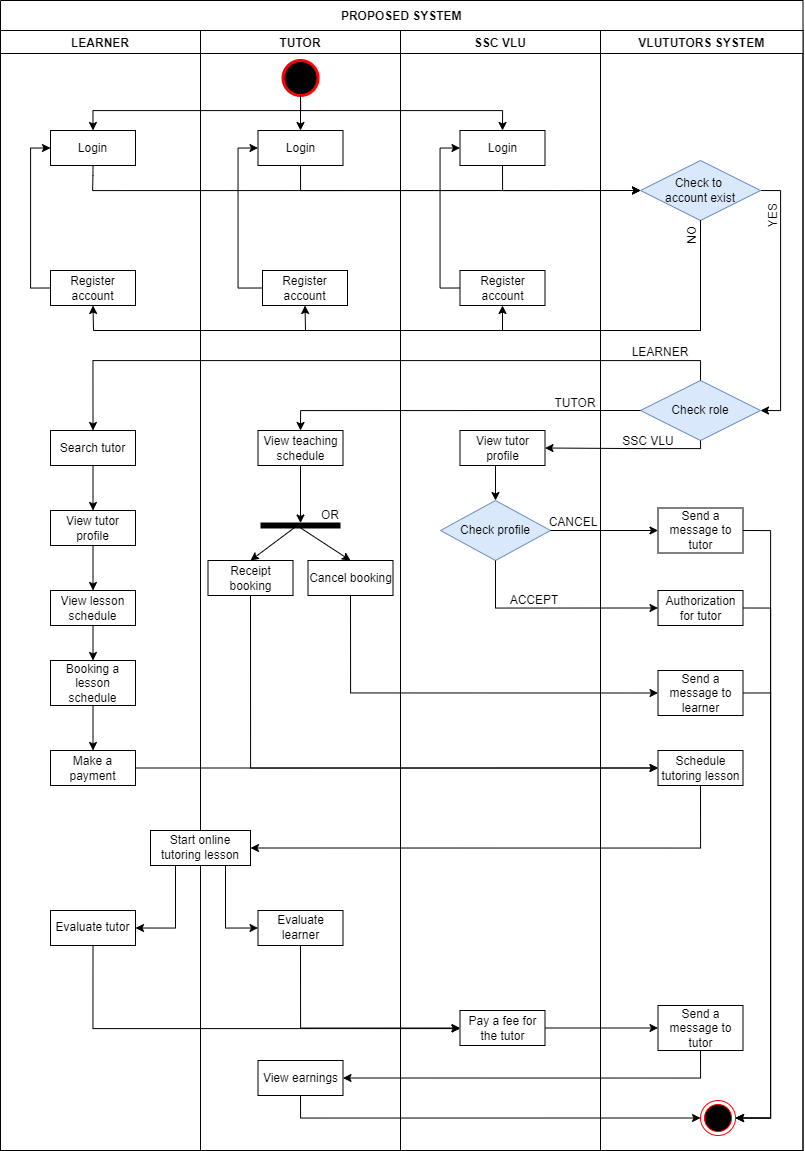 PROPOSED SYSTEM
LEARNER
TUTOR
SSC VLU
VLUTUTORS SYSTEM
Login
Login
Login
Check to
account exist
YES
NO
Register
account
Register
account
Register
account
LEARNER
TUTOR
Check role
SSC VLU
Search tutor
View teaching
schedule
View tutor
profile
OR
View tutor
profile
Check profile
CANCEL
Send a
message to
tutor
Receipt
booking
Cancel booking
View lesson
schedule
ACCEPT
Authorization
for tutor
Booking a
lesson
schedule
Send a
message to
learner
Make a
payment
Schedule
tutoring lesson
Start online
tutoring lesson
Evaluate tutor
Evaluate
learner
Pay a fee for
the tutor
Send a
message to
tutor
View earnings